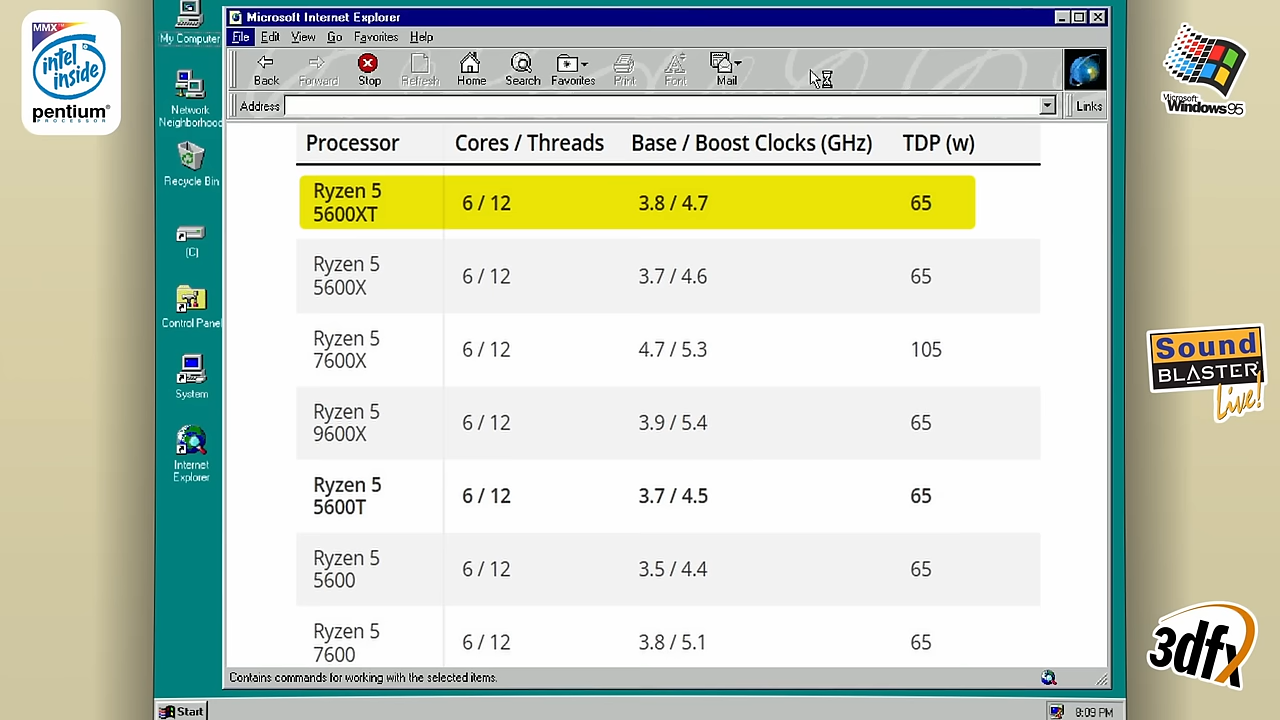 MMX
intel
inside
pentium®
PROCESSOR
My Computer
Network
Neighborhood
Recycle Bin
(C)
Control Panel
System
Internet
Explorer
Microsoft Internet Explorer
File Edit View Go Favorites Help
Back Forward Stop Refresh Home Search Favorites Print Font Mail
Address Links
Processor Cores / Threads Base / Boost Clocks (GHz) TDP (w)
Ryzen 5
5600XT 6 / 12 3.8 / 4.7 65
Ryzen 5
5600X 6 / 12 3.7 / 4.6 65
Ryzen 5
7600X 6 / 12 4.7 / 5.3 105
Ryzen 5
9600X 6 / 12 3.9 / 5.4 65
Ryzen 5
5600T 6 / 12 3.7 / 4.5 65
Ryzen 5
5600 6 / 12 3.5 / 4.4 65
Ryzen 5
7600 6 / 12 3.8 / 5.1 65
Contains commands for working with the selected items.
Start 8:09 PM
Microsoft
Windows 95
Sound
BLASTER
Live!
3dfx